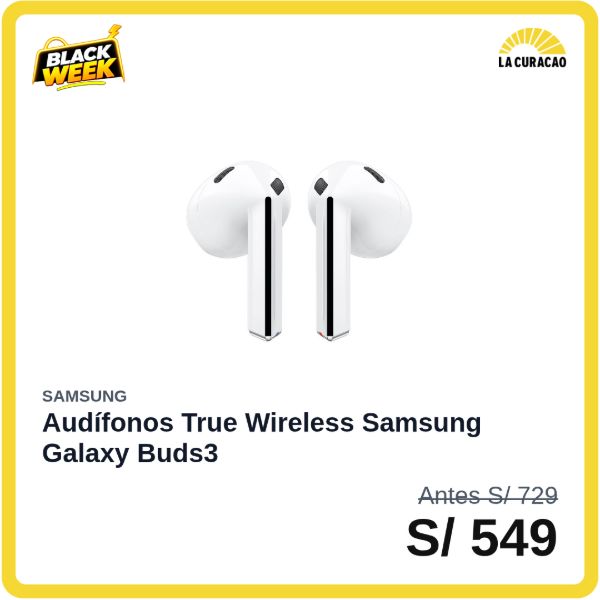 BLACK
WEEK
LA CURACAO
SAMSUNG
Audífonos True Wireless Samsung
Galaxy Buds3
Antes S/ 729
S/ 549